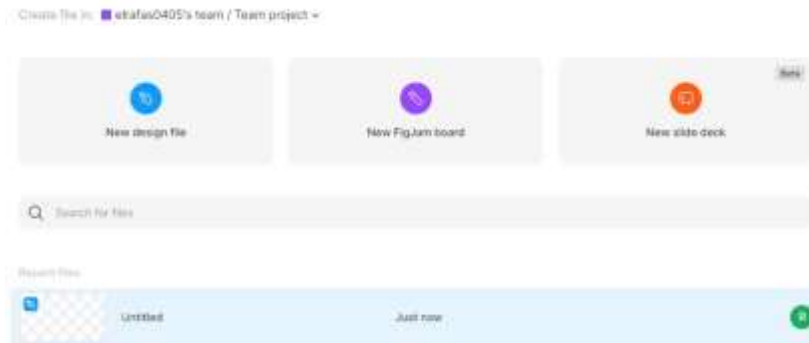 Create file in: etrafas0405's team / Team project
Beta
New design file
New FigJam board
New slide deck
Search for files
Recent files
Untitled
Just now